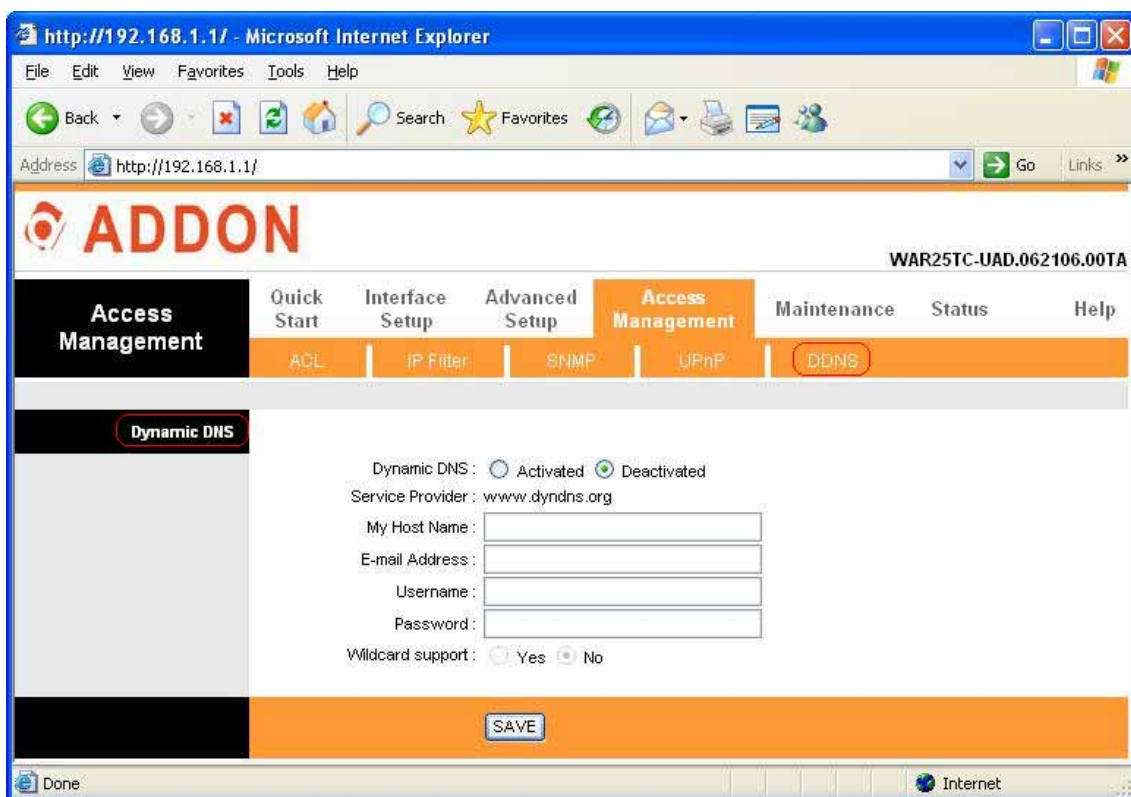 http://192.168.1.1/ - Microsoft Internet Explorer
File Edit View Favorites Tools Help
Back Search Favorites
Address http://192.168.1.1/ Go Links »
ADDON
WAR25TC-UAD.062106.00TA
Access Management
Quick Start Interface Setup Advanced Setup Access Management Maintenance Status Help
ACL IP Filter SNMP UPnP DDNS
Dynamic DNS
Dynamic DNS : Activated Deactivated
Service Provider : www.dyndns.org
My Host Name :
E-mail Address :
Username :
Password :
Wildcard support : Yes No
SAVE
Done Internet